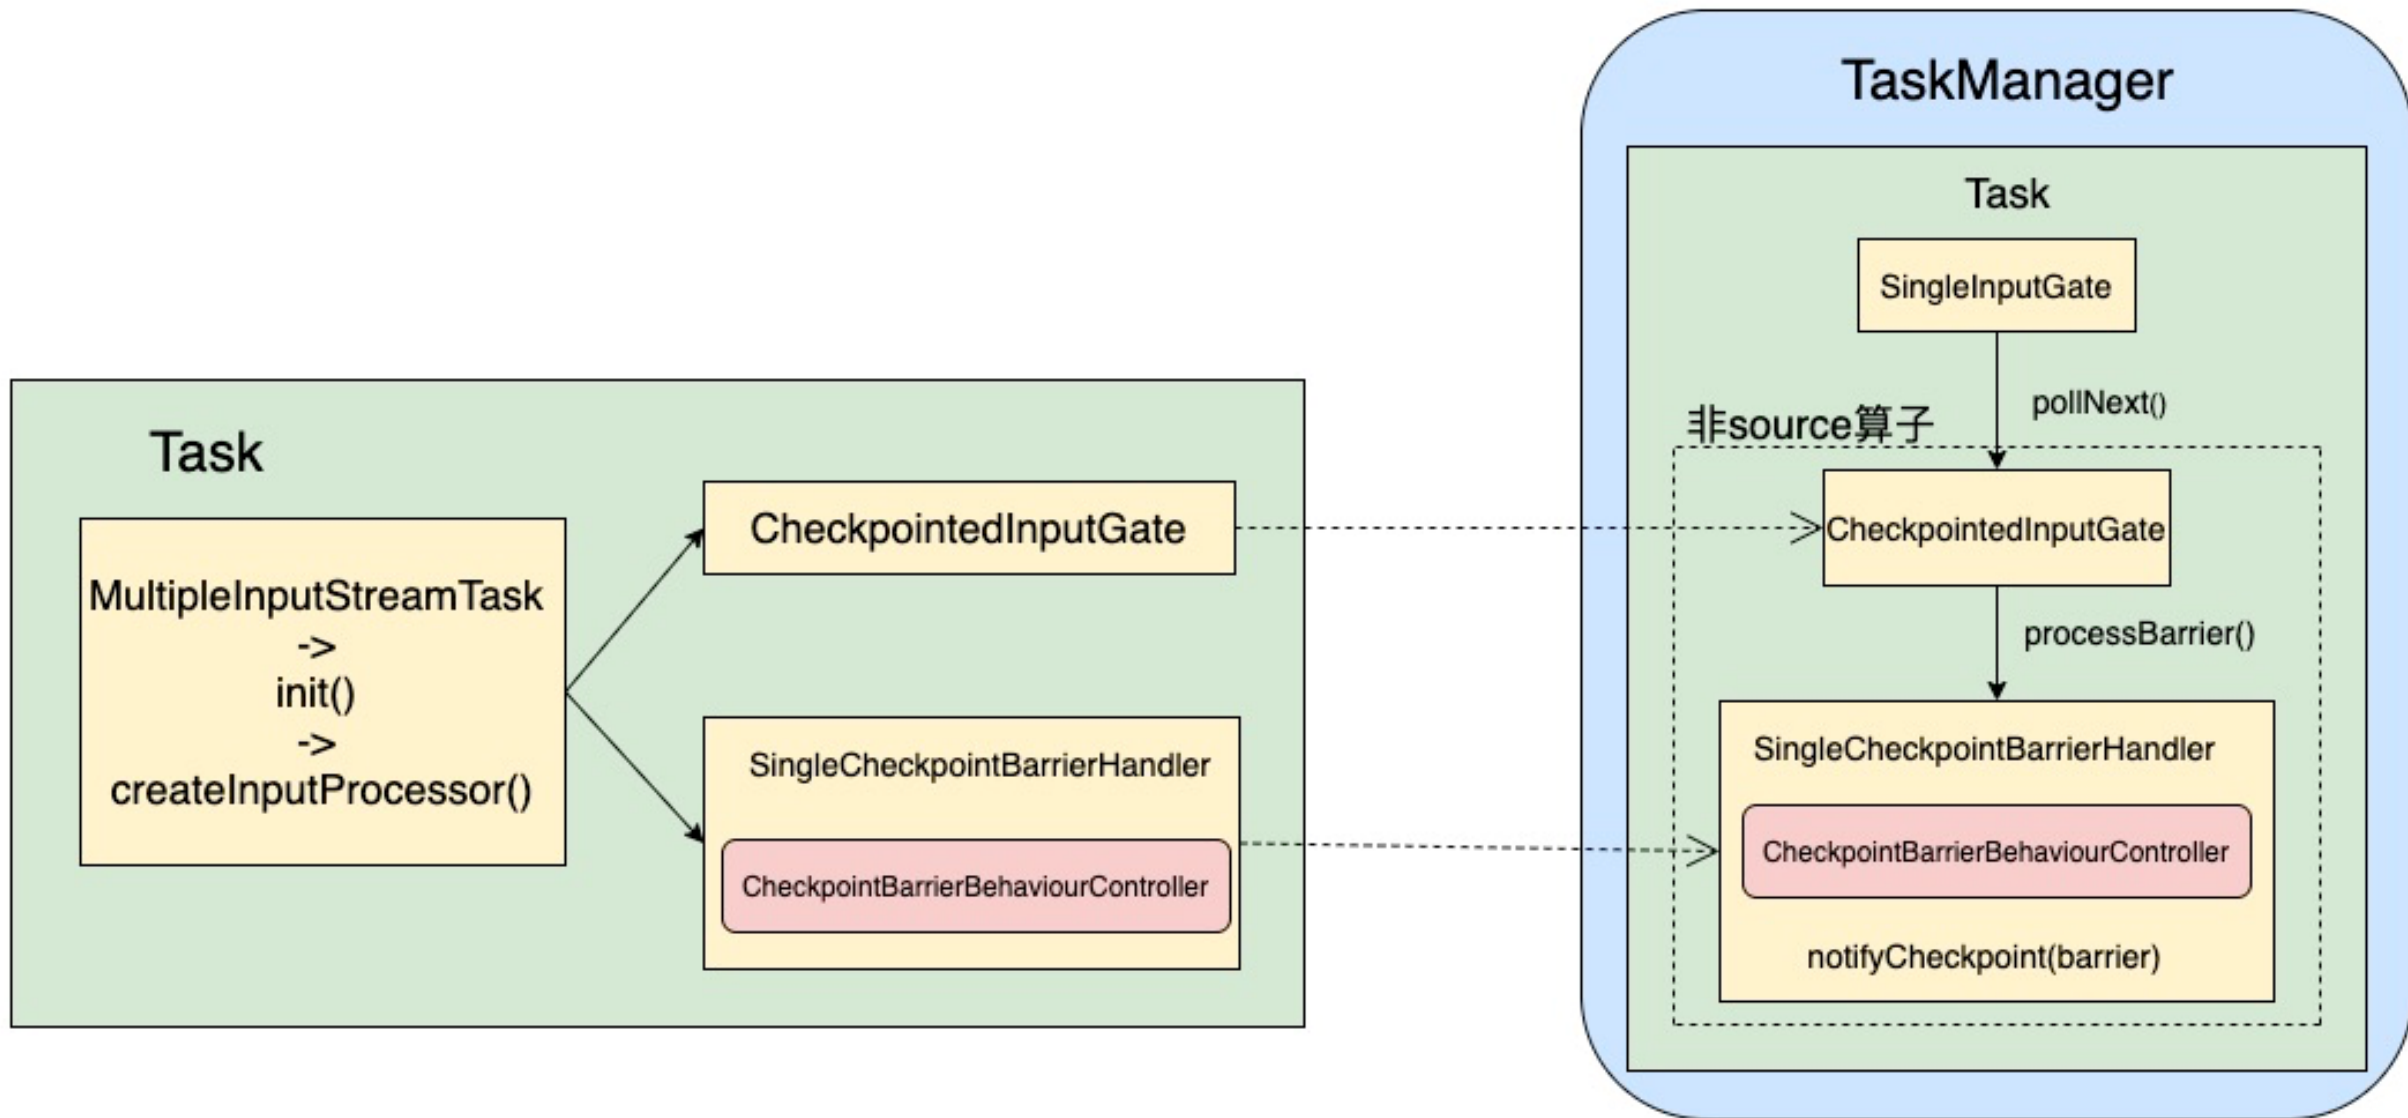 Task
MultipleInputStreamTask
->
init()
->
createInputProcessor()
CheckpointedInputGate
SingleCheckpointBarrierHandler
CheckpointBarrierBehaviourController
TaskManager
Task
SingleInputGate
pollNext()
非source算子
CheckpointedInputGate
processBarrier()
SingleCheckpointBarrierHandler
CheckpointBarrierBehaviourController
notifyCheckpoint(barrier)